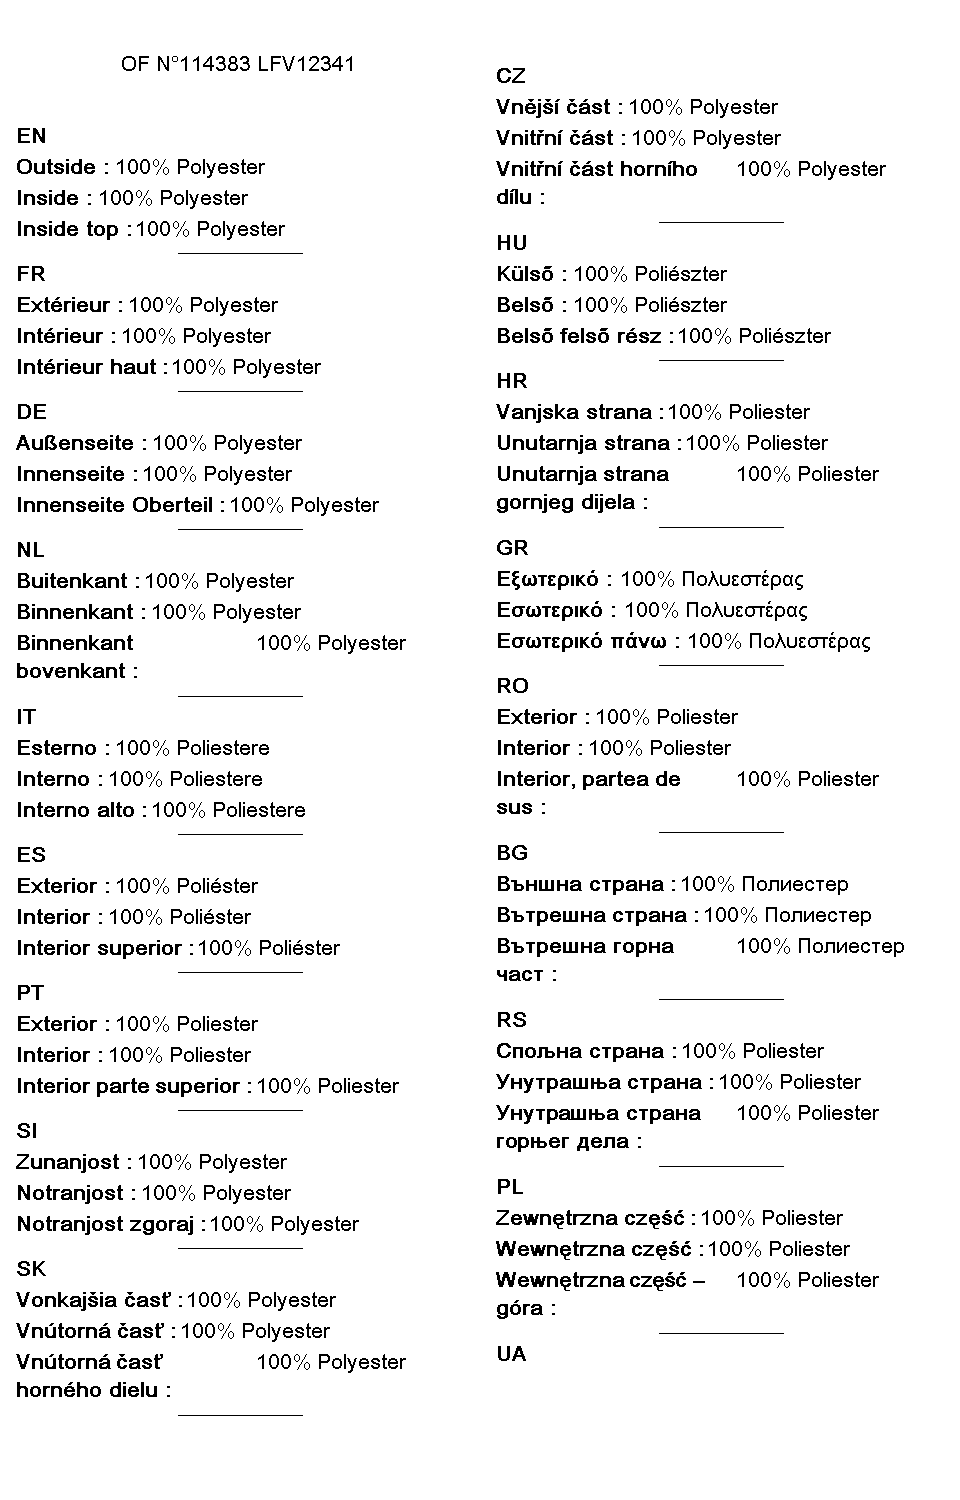 OF N°114383 LFV12341
EN
Outside : 100% Polyester
Inside : 100% Polyester
Inside top : 100% Polyester
FR
Extérieur : 100% Polyester
Intérieur : 100% Polyester
Intérieur haut : 100% Polyester
DE
Außenseite : 100% Polyester
Innenseite : 100% Polyester
Innenseite Oberteil : 100% Polyester
NL
Buitenkant : 100% Polyester
Binnenkant : 100% Polyester
Binnenkant 100% Polyester
bovenkant :
IT
Esterno : 100% Poliestere
Interno : 100% Poliestere
Interno alto : 100% Poliestere
ES
Exterior : 100% Poliéster
Interior : 100% Poliéster
Interior superior : 100% Poliéster
PT
Exterior : 100% Poliester
Interior : 100% Poliester
Interior parte superior : 100% Poliester
SI
Zunanjost : 100% Polyester
Notranjost : 100% Polyester
Notranjost zgoraj : 100% Polyester
SK
Vonkajšia časť : 100% Polyester
Vnútorná časť : 100% Polyester
Vnútorná časť 100% Polyester
horného dielu :
CZ
Vnější část : 100% Polyester
Vnitřní část : 100% Polyester
Vnitřní část horního 100% Polyester
dílu :
HU
Külsõ : 100% Poliészter
Belsõ : 100% Poliészter
Belsõ felsõ rész : 100% Poliészter
HR
Vanjska strana : 100% Poliester
Unutarnja strana : 100% Poliester
Unutarnja strana 100% Poliester
gornjeg dijela :
GR
Εξωτερικό : 100% Πολυεστέρας
Εσωτερικό : 100% Πολυεστέρας
Εσωτερικό πάνω : 100% Πολυεστέρας
RO
Exterior : 100% Poliester
Interior : 100% Poliester
Interior, partea de 100% Poliester
sus :
BG
Външна страна : 100% Полиестер
Вътрешна страна : 100% Полиестер
Вътрешна горна 100% Полиестер
част :
RS
Спољна страна : 100% Poliester
Унутрашња страна : 100% Poliester
Унутрашња страна 100% Poliester
горњег дела :
PL
Zewnętrzna część : 100% Poliester
Wewnętrzna część : 100% Poliester
Wewnętrzna część – 100% Poliester
góra :
UA